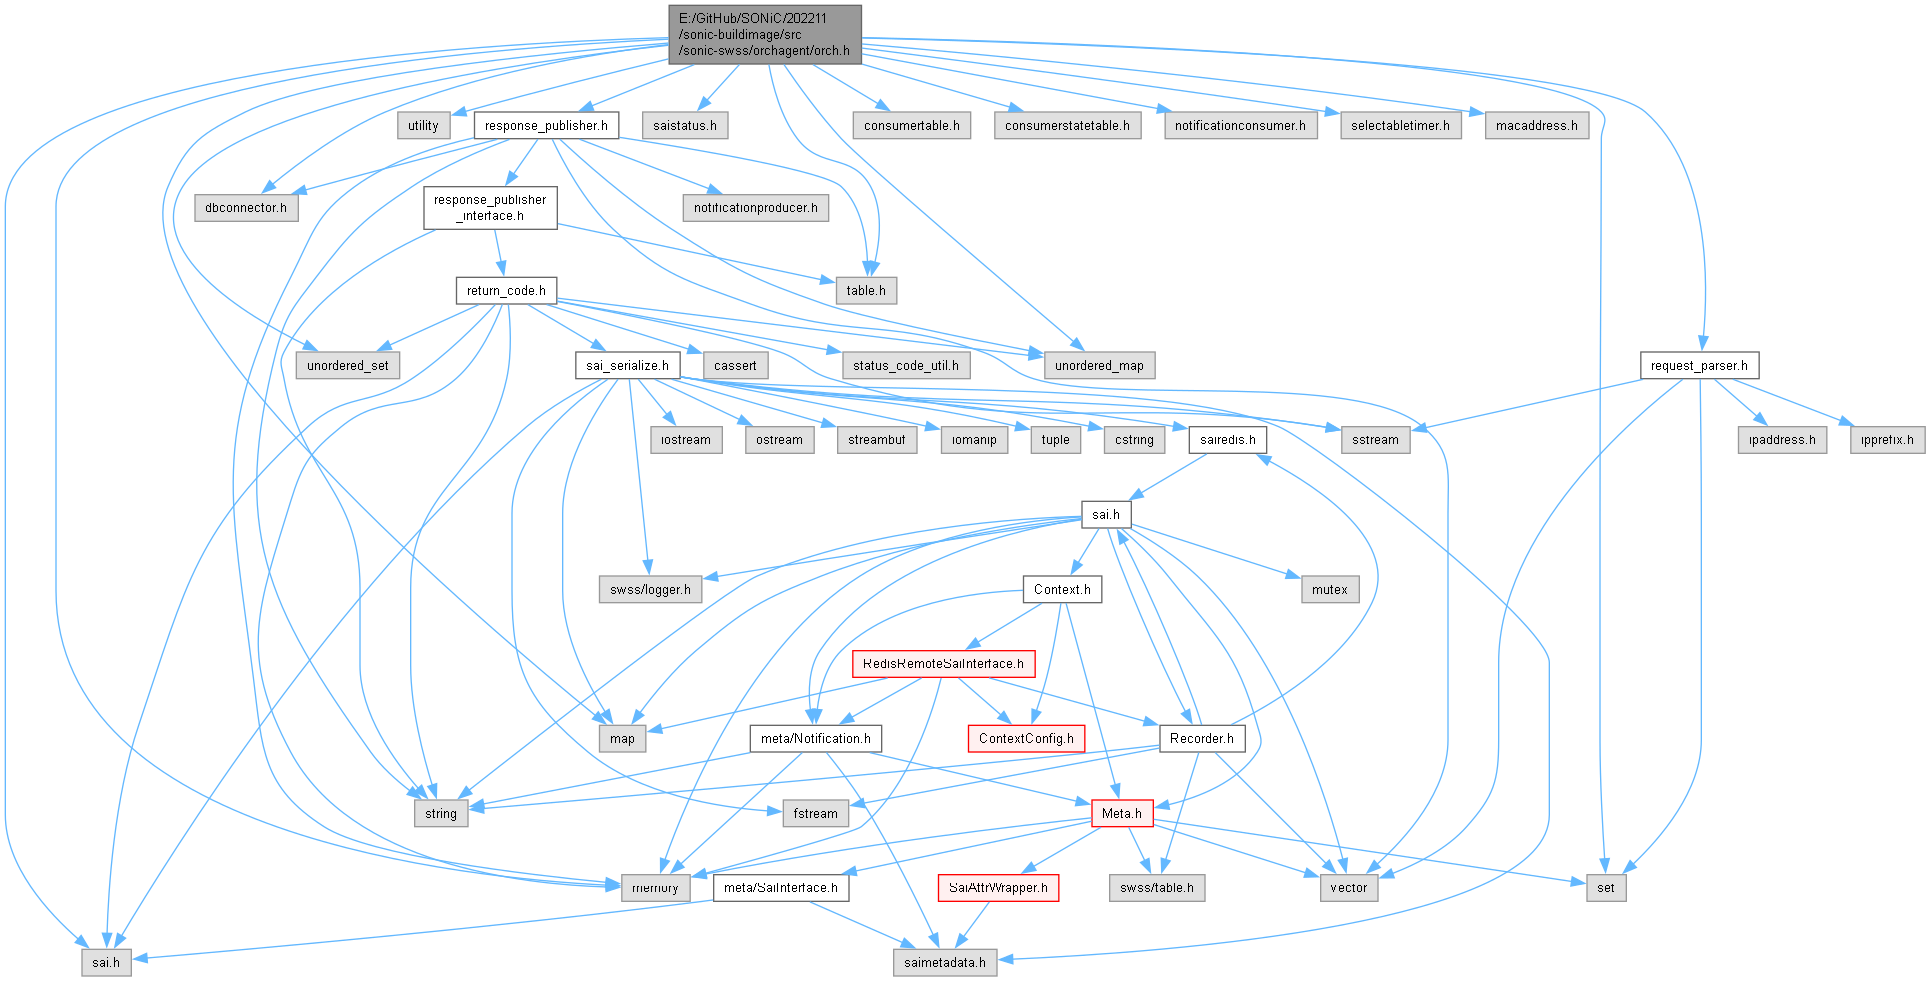 E:/GitHub/SONiC/202211
/sonic-buildimage/src
/sonic-swss/orchagent/orch.h
utility
response_publisher.h
saistatus.h
consumertable.h
consumerstatetable.h
notificationconsumer.h
selectabletimer.h
macaddress.h
dbconnector.h
response_publisher
_interface.h
notificationproducer.h
return_code.h
table.h
unordered_set
sai_serialize.h
cassert
status_code_util.h
unordered_map
request_parser.h
iostream
ostream
streambuf
iomanip
tuple
cstring
sairedis.h
sstream
ipaddress.h
ipprefix.h
sai.h
swss/logger.h
Context.h
mutex
RedisRemoteSaiInterface.h
map
meta/Notification.h
ContextConfig.h
Recorder.h
string
fstream
Meta.h
memory
meta/SaiInterface.h
SaiAttrWrapper.h
swss/table.h
vector
set
sai.h
saimetadata.h